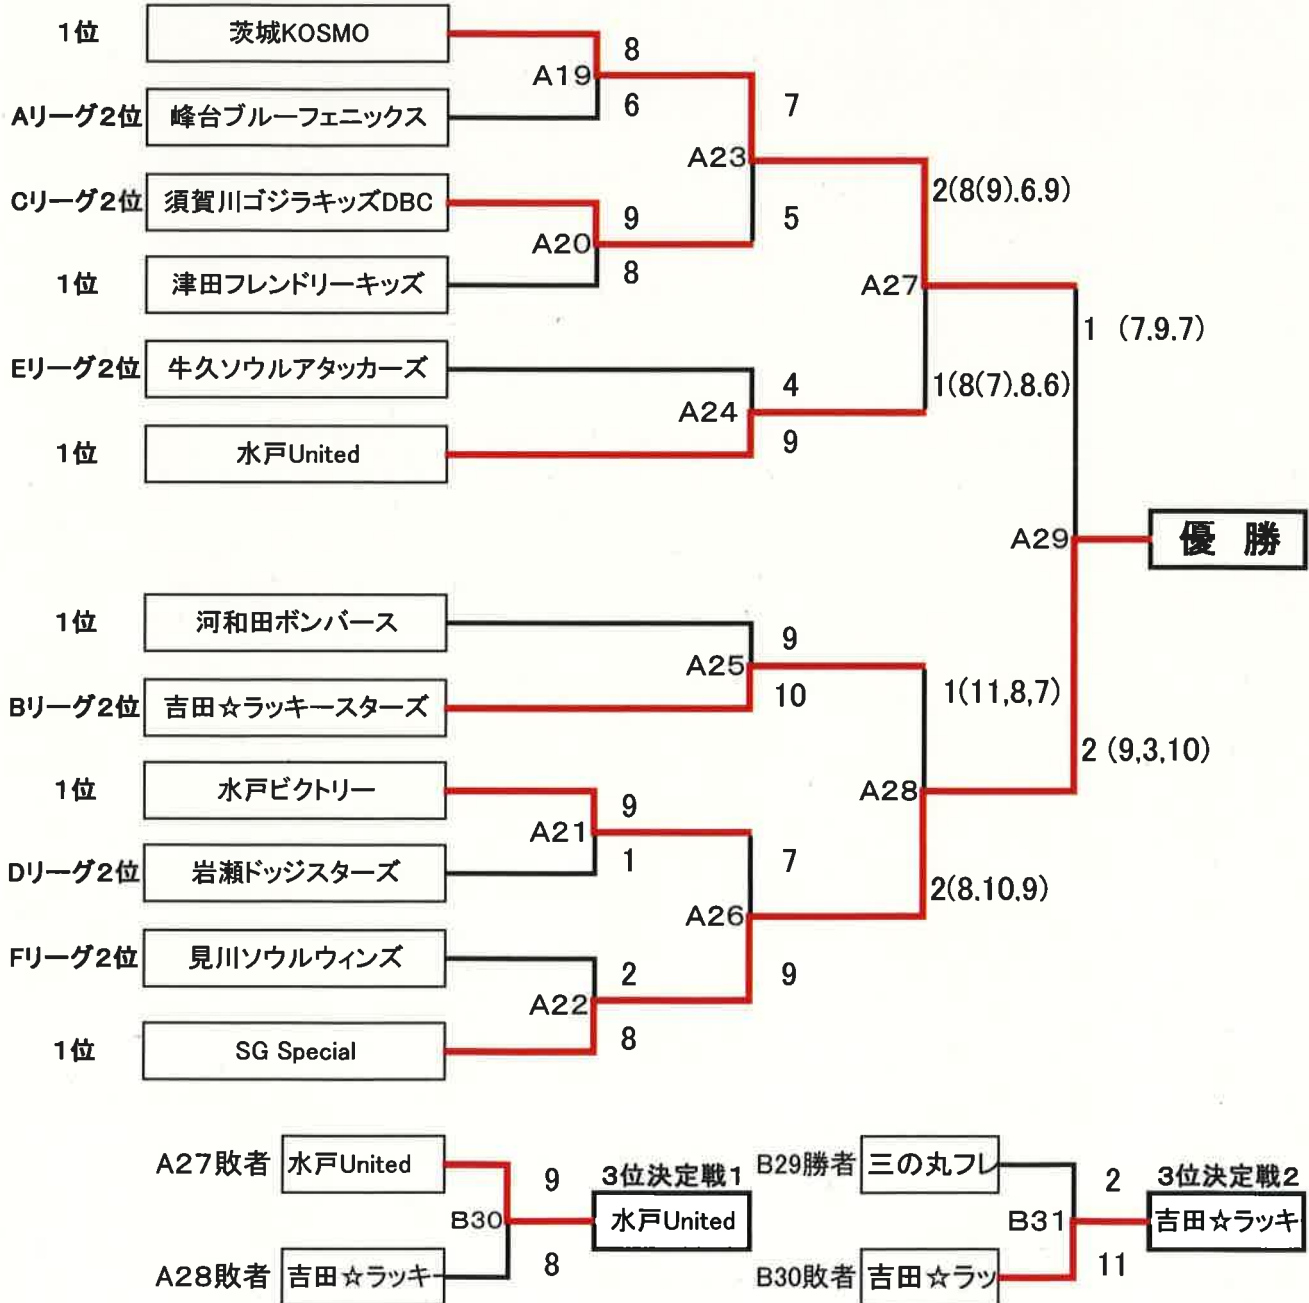 1位 茨城KOSMO
8
A19
6
Aリーグ2位 峰台ブルーフェニックス
7
A23
Cリーグ2位 須賀川ゴジラキッズDBC
2(8(9).6.9)
9
5
A20
8
1位 津田フレンドリーキッズ
A27
1 (7.9.7)
Eリーグ2位 牛久ソウルアタッカーズ
4
1(8(7).8.6)
A24
9
1位 水戸United
A29
優 勝
1位 河和田ボンバース
9
A25
10
1(11,8,7)
Bリーグ2位 吉田☆ラッキースターズ
2 (9,3,10)
1位 水戸ビクトリー
A28
9
A21
1
7
Dリーグ2位 岩瀬ドッジスターズ
2(8.10.9)
A26
Fリーグ2位 見川ソウルウィンズ
2
9
A22
8
1位 SG Special
A27敗者 水戸United
9
3位決定戦1
B30
水戸United
A28敗者 吉田☆ラッキ
8
B29勝者 三の丸フレ
2
3位決定戦2
B31
吉田☆ラッキ
B30敗者 吉田☆ラッ
11